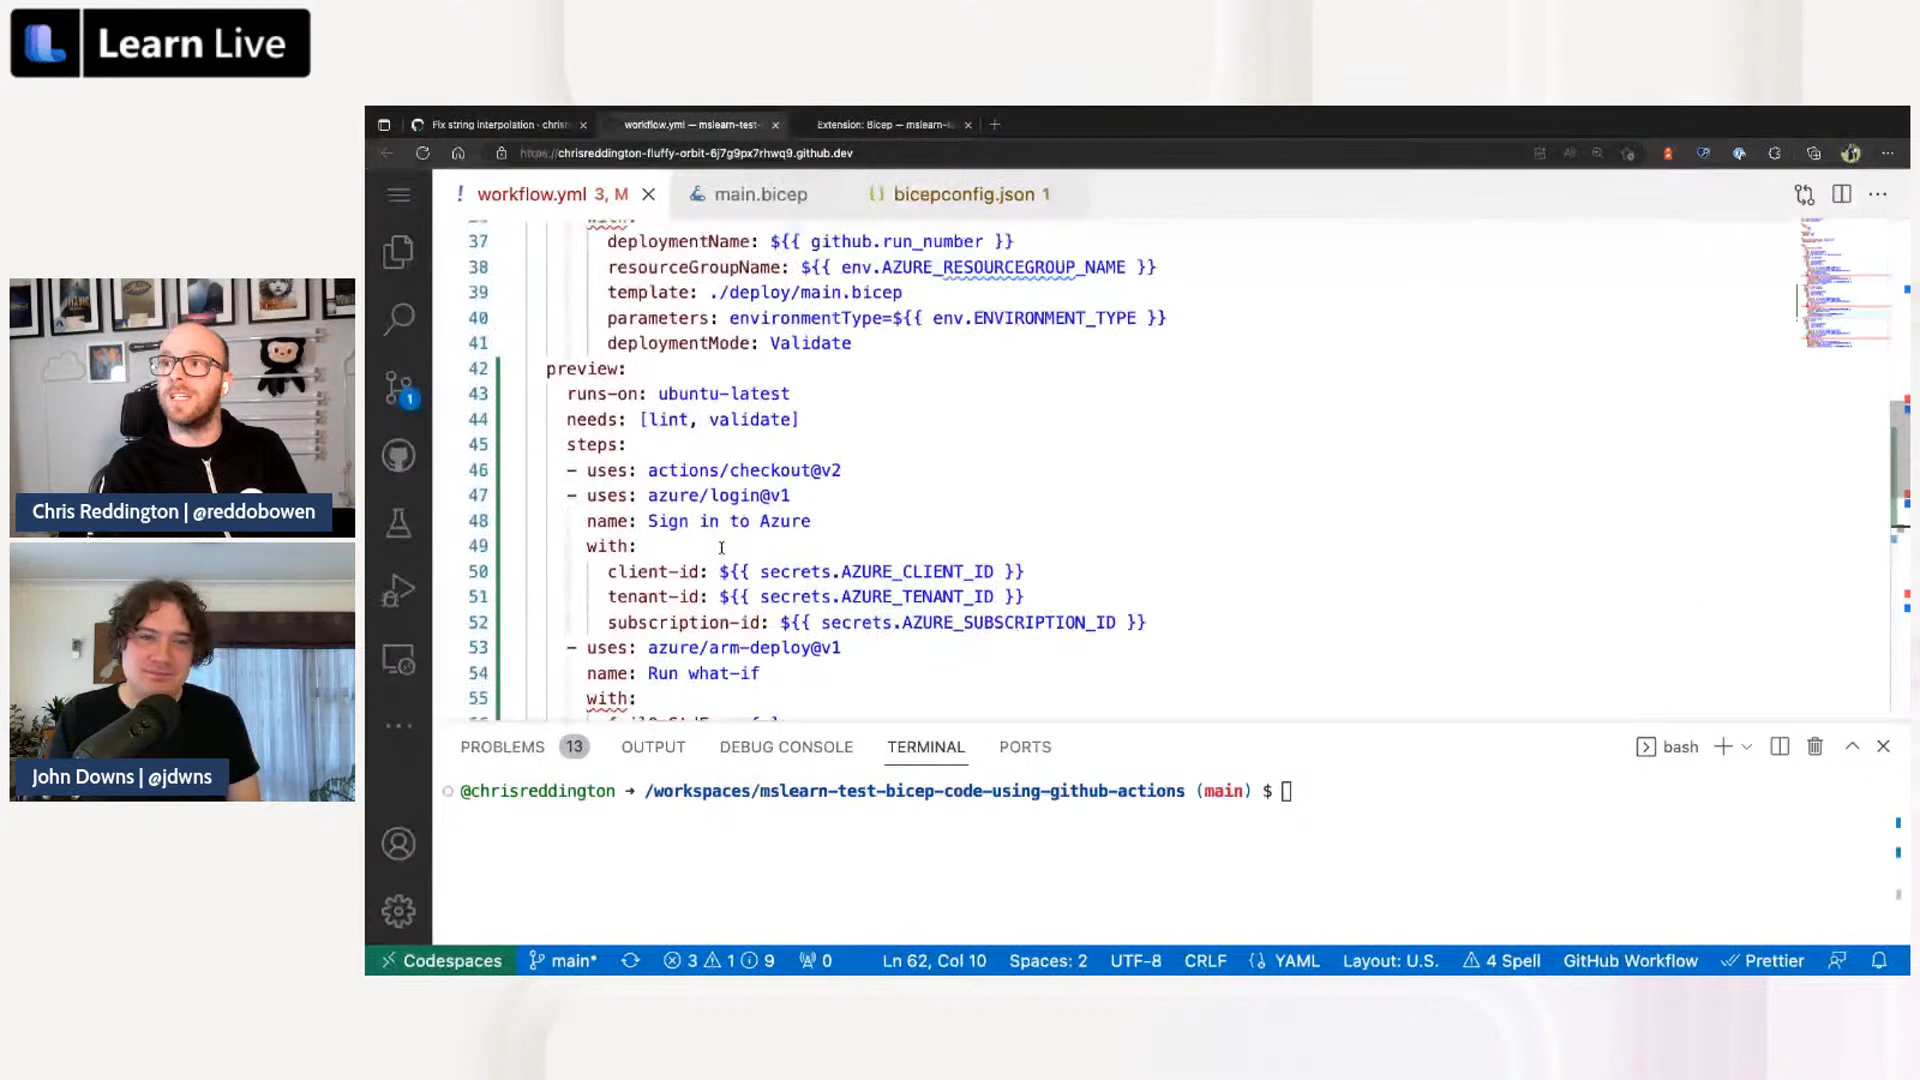 Learn Live
Fix string interpolation · chris
workflow.yml — mslearn-test-
Extension: Bicep — mslearn-t
https://chrisreddington-fluffy-orbit-6j7g9px7rhwq9.github.dev
! workflow.yml 3, M
main.bicep
{} bicepconfig.json 1
with:
37 deploymentName: ${{ github.run_number }}
38 resourceGroupName: ${{ env.AZURE_RESOURCEGROUP_NAME }}
39 template: ./deploy/main.bicep
40 parameters: environmentType=${{ env.ENVIRONMENT_TYPE }}
41 deploymentMode: Validate
42 preview:
43 runs-on: ubuntu-latest
44 needs: [lint, validate]
45 steps:
46 - uses: actions/checkout@v2
47 - uses: azure/login@v1
48 name: Sign in to Azure
49 with:
50 client-id: ${{ secrets.AZURE_CLIENT_ID }}
51 tenant-id: ${{ secrets.AZURE_TENANT_ID }}
52 subscription-id: ${{ secrets.AZURE_SUBSCRIPTION_ID }}
53 - uses: azure/arm-deploy@v1
54 name: Run what-if
55 with:
1
PROBLEMS 13 OUTPUT DEBUG CONSOLE TERMINAL PORTS
bash
@chrisreddington → /workspaces/mslearn-test-bicep-code-using-github-actions (main) $
Codespaces main* 3 1 9 0 Ln 62, Col 10 Spaces: 2 UTF-8 CRLF {} YAML Layout: U.S. 4 Spell GitHub Workflow Prettier
Chris Reddington | @reddobowen
John Downs | @jdwns